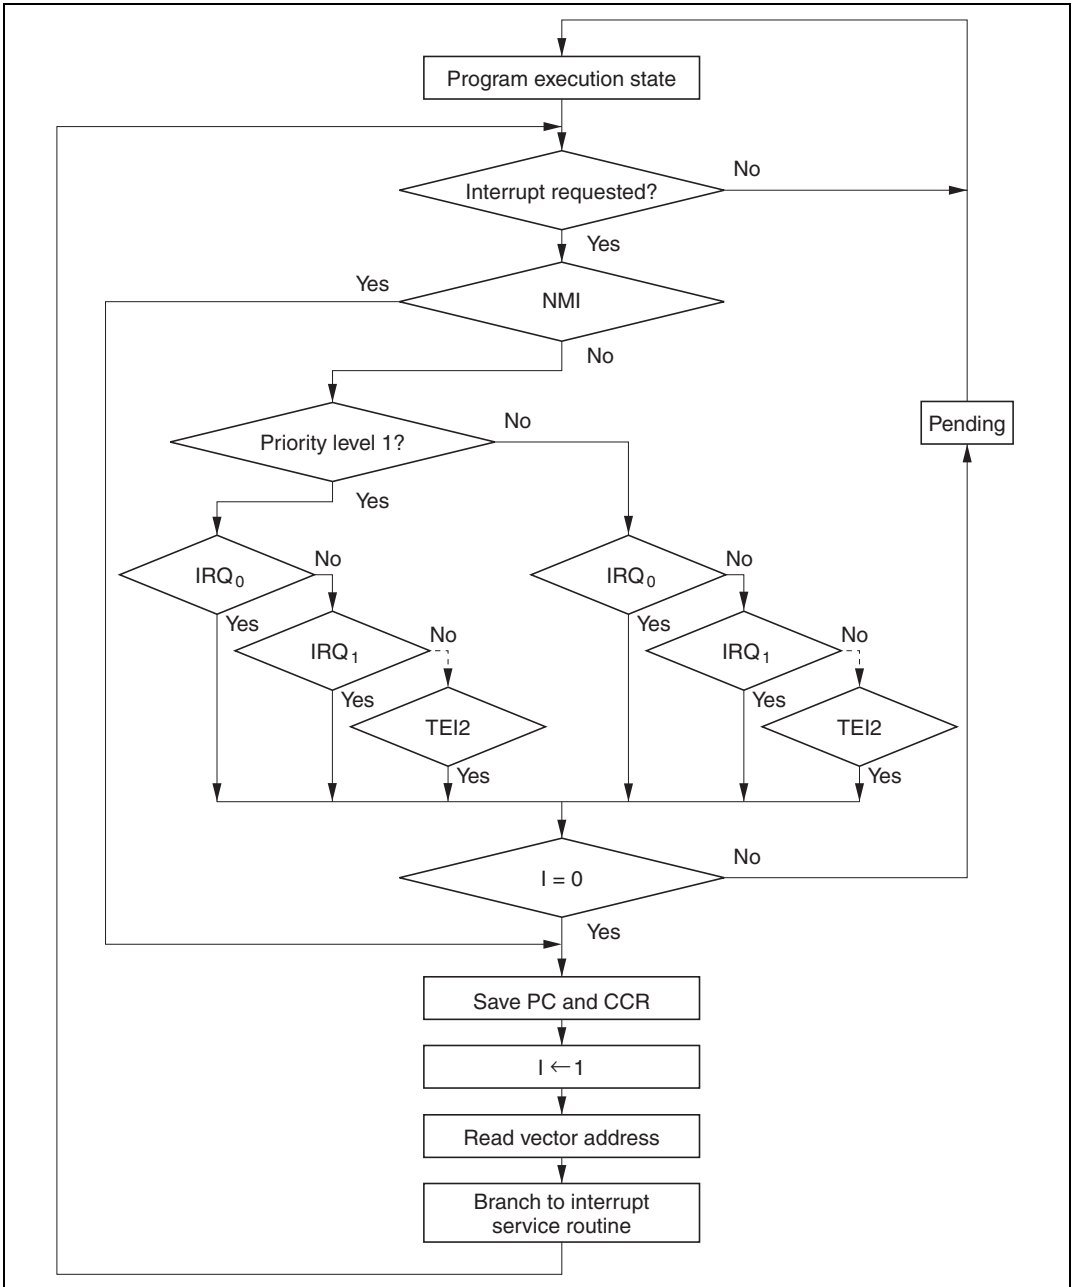 Program execution state
Interrupt requested?
No
Yes
NMI
Yes
No
Pending
Priority level 1?
No
Yes
IRQ0
No
Yes
IRQ1
No
Yes
TEI2
Yes
IRQ0
No
Yes
IRQ1
No
Yes
TEI2
Yes
I = 0
No
Yes
Save PC and CCR
I ← 1
Read vector address
Branch to interrupt
service routine